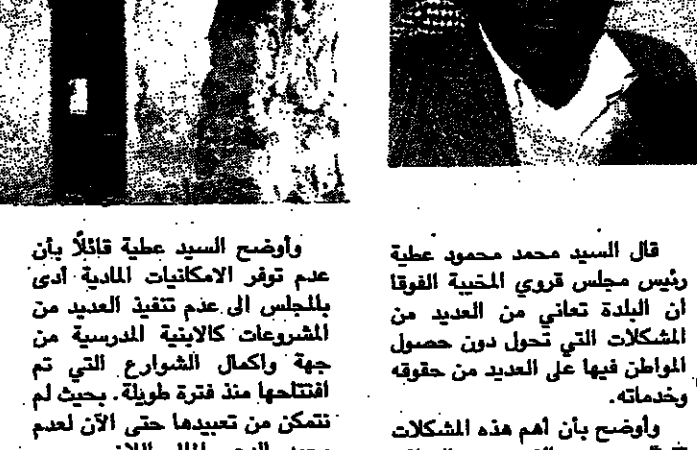 قال السيد محمد محمود عطية
رئيس مجلس قروي المتيبة الفوقا
ان البلدة تعاني من العديد من
المشكلات التي تحول دون حصول
المواطن فيها على العديد من حقوقه
وخدماته.
وأوضح بأن أهم هذه المشكلات
وأوضح السيد عطية قائلاً بأن
عدم توفر الامكانيات المادية أدى
بالمجلس الى عدم تنفيذ العديد من
المشروعات كالابنية المدرسية من
جهة واكمال الشوارع التي تم
افتتاحها منذ فترة طويلة. بحيث لم
نتمكن من تعبيدها حتى الآن لعدم